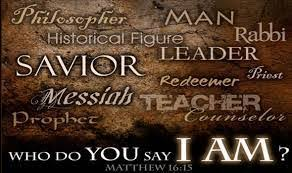 Philosopher MAN
Rabbi
Historical Figure
LEADER
SAVIOR
Priest
Redeemer
Messiah TEACHER
Prophet Counselor
WHO DO YOU SAY I AM?
MATTHEW 16:15